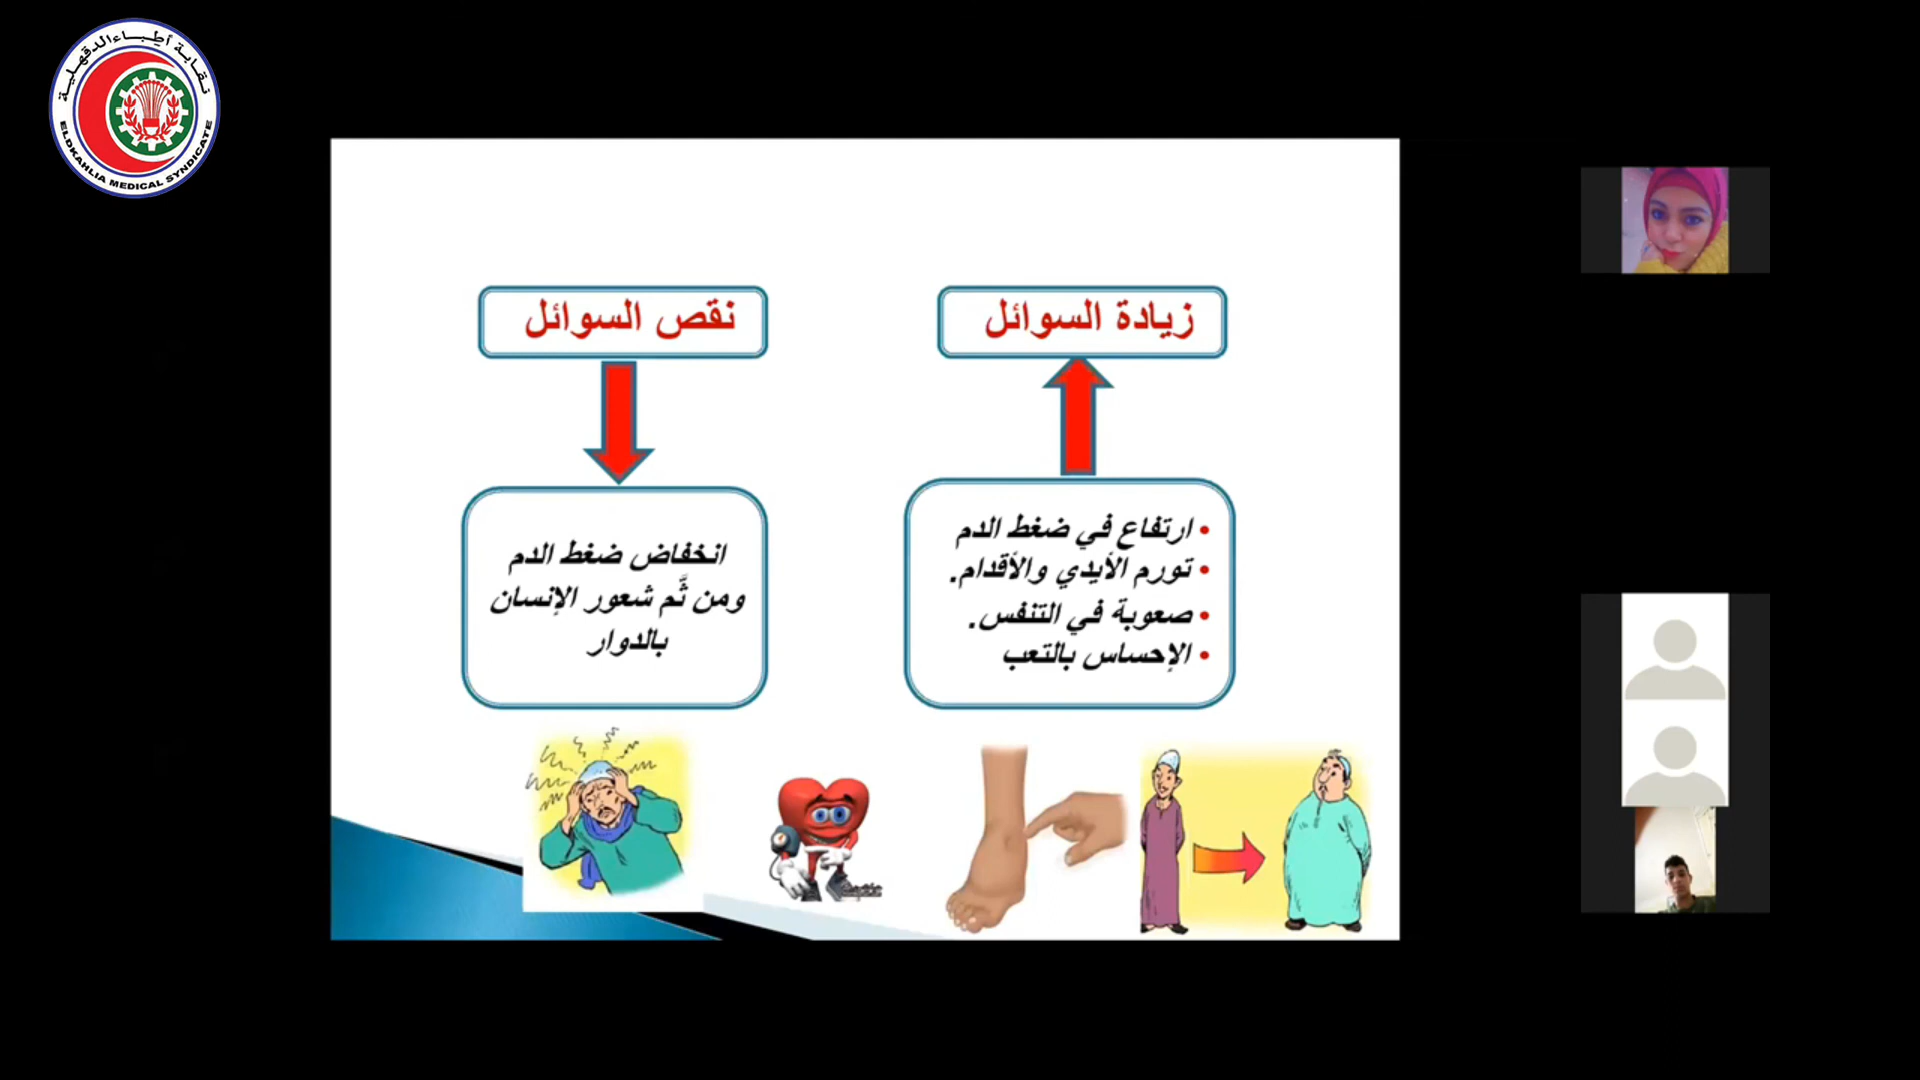 نقابة أطباء الدقهلية
ELDKAHLIA MEDICAL SYNDICATE
زيادة السوائل
ارتفاع في ضغط الدم
تورم الأيدي والأقدام.
صعوبة في التنفس.
الإحساس بالتعب
نقص السوائل
انخفاض ضغط الدم
ومن ثَّم شعور الإنسان
بالدوار